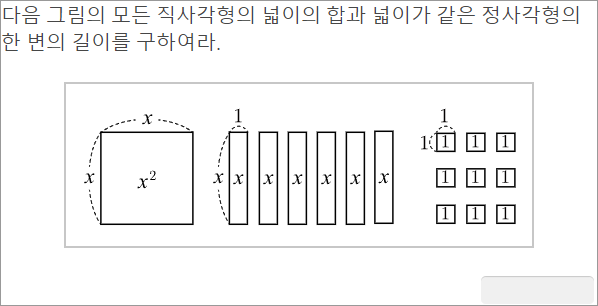 다음 그림의 모든 직사각형의 넓이의 합과 넓이가 같은 정사각형의
한 변의 길이를 구하여라.
x 1 1
x x² x x x x x x x 1 1 1 1
1 1 1
1 1 1